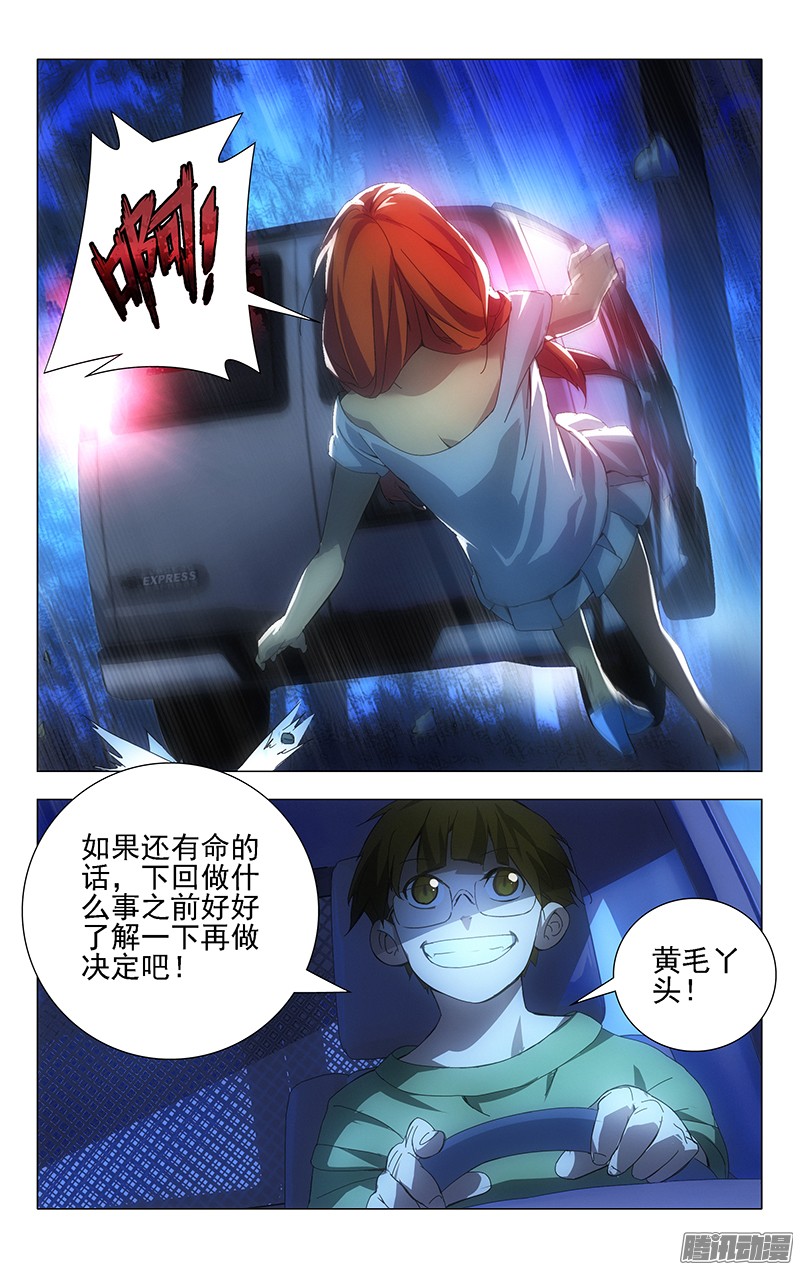 啊!
EXPRESS
如果还有命的
话，下回做什
么事之前好好
了解一下再做
决定吧！
黄毛丫
头！
腾讯动漫